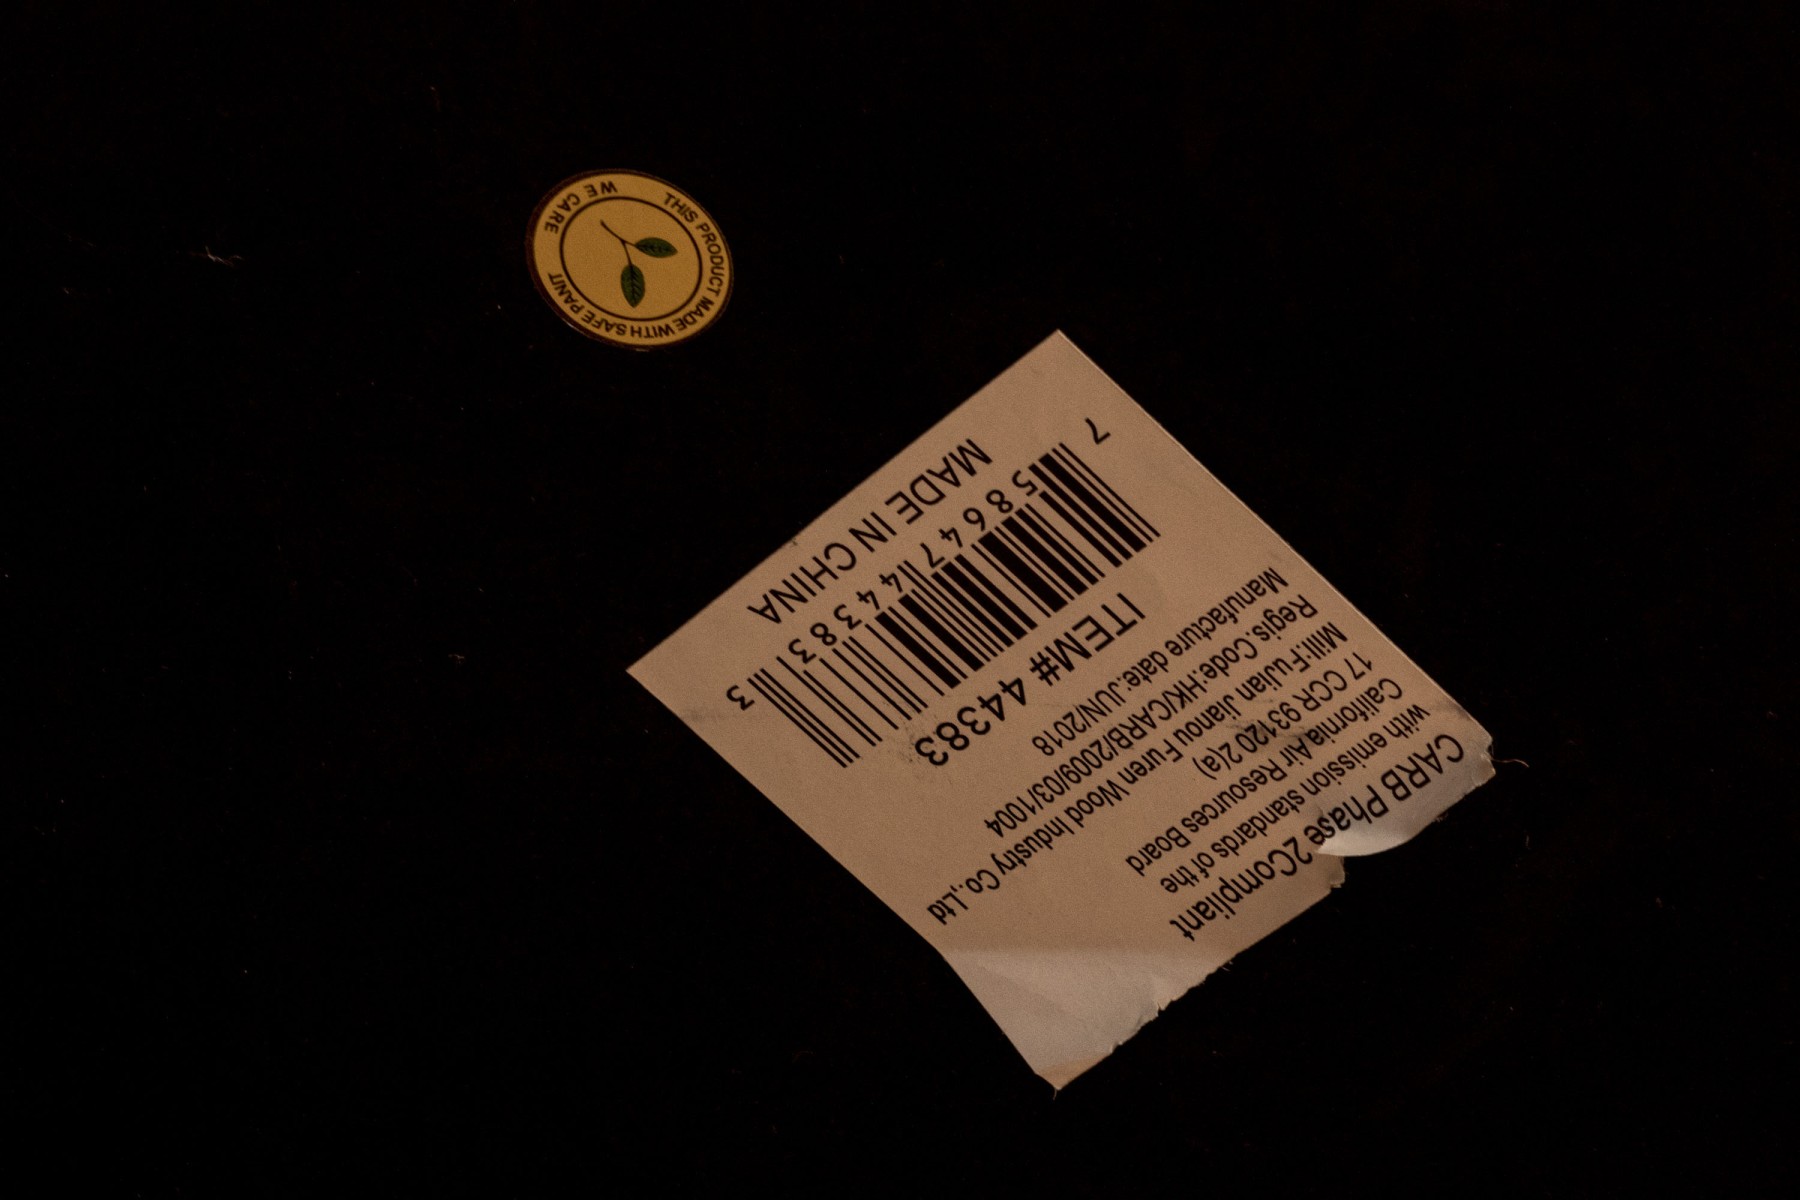 WE CARE
THIS PRODUCT MADE WITH SAFE PANIT
CARB Phase 2Compliant
with emission standards of the
California Air Resources Board
17 CCR 93120 2(a)
Mill:Fujian Jianou Furen Wood Industry Co.,Ltd
Regis.Code:HK/CARB/2009/03/1004
Manufacture date:JUN/2018
ITEM# 44383
7 58647 44383 3
MADE IN CHINA